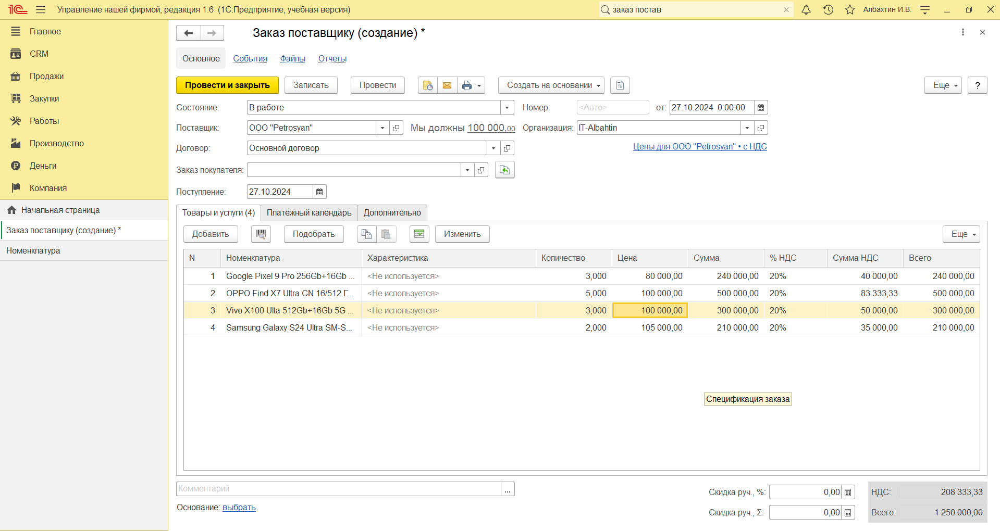 1С Управление нашей фирмой, редакция 1.6 (1С:Предприятие, учебная версия) заказ постав Албахтин И.В.
Главное
CRM
Продажи
Закупки
Работы
Производство
Деньги
Компания
Начальная страница
Заказ поставщику (создание) *
Номенклатура
Заказ поставщику (создание) *
Основное События Файлы Отчеты
Провести и закрыть Записать Провести Создать на основании Еще ?
Состояние: В работе Номер: <Авто> от: 27.10.2024 0:00:00
Поставщик: ООО "Petrosyan" Мы должны 100 000,00 Организация: IT-Albahtin
Договор: Основной договор Цены для ООО "Petrosyan" • с НДС
Заказ покупателя:
Поступление: 27.10.2024
Товары и услуги (4) Платежный календарь Дополнительно
Добавить Подобрать Изменить Еще
N Номенклатура Характеристика Количество Цена Сумма % НДС Сумма НДС Всего
1 Google Pixel 9 Pro 256Gb+16Gb ... <Не используется> 3,000 80 000,00 240 000,00 20% 40 000,00 240 000,00
2 OPPO Find X7 Ultra CN 16/512 Г... <Не используется> 5,000 100 000,00 500 000,00 20% 83 333,33 500 000,00
3 Vivo X100 Ulta 512Gb+16Gb 5G ... <Не используется> 3,000 100 000,00 300 000,00 20% 50 000,00 300 000,00
4 Samsung Galaxy S24 Ultra SM-S... <Не используется> 2,000 105 000,00 210 000,00 20% 35 000,00 210 000,00
Спецификация заказа
Комментарий ...
Скидка руч., %: 0,00 НДС: 208 333,33
Основание: выбрать
Скидка руч., Σ: 0,00 Всего: 1 250 000,00